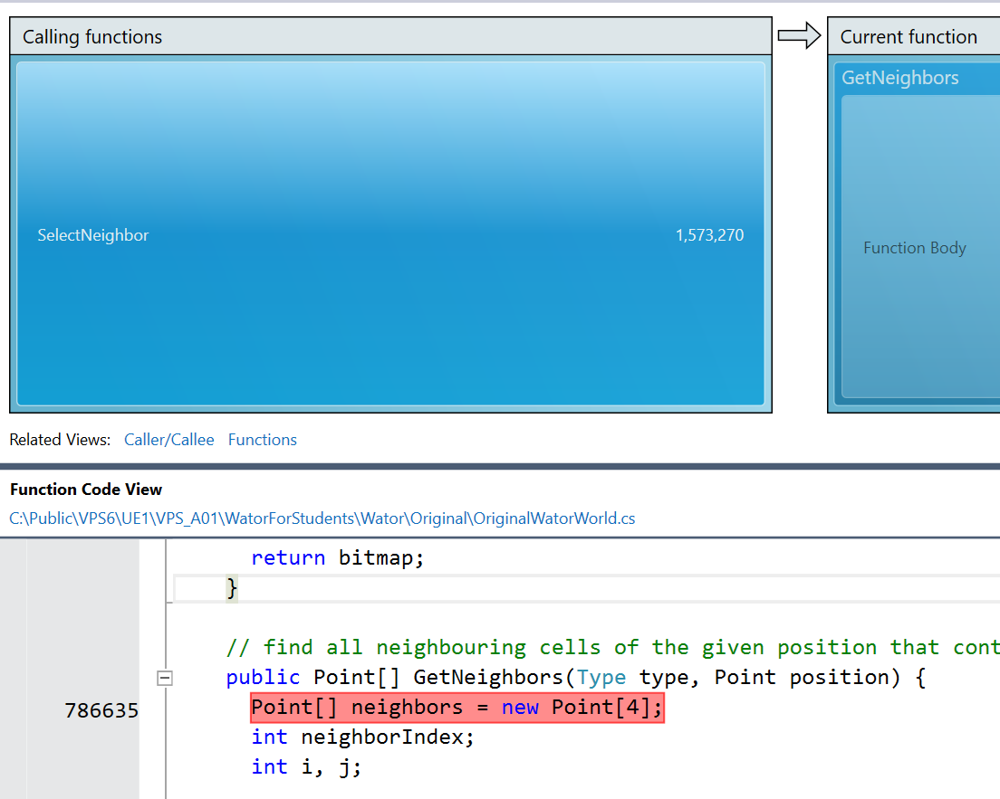 Calling functions
Current function
GetNeighbors
SelectNeighbor 1,573,270
Function Body
Related Views: Caller/Callee Functions
Function Code View
C:\Public\VPS6\UE1\VPS_A01\WatorForStudents\Wator\Original\OriginalWatorWorld.cs
return bitmap;
}
// find all neighbouring cells of the given position that cont
public Point[] GetNeighbors(Type type, Point position) {
786635 Point[] neighbors = new Point[4];
int neighborIndex;
int i, j;